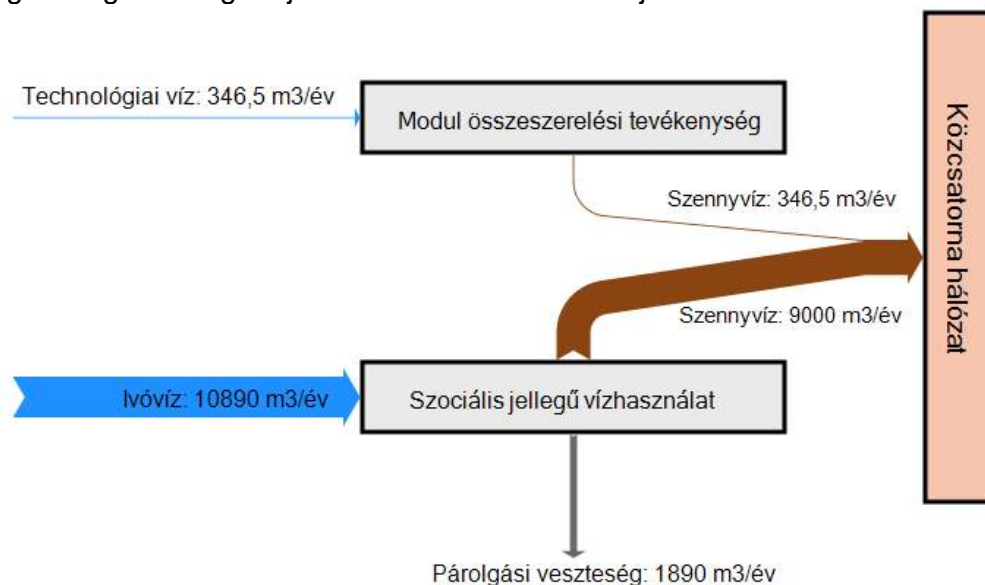 Technológiai víz: 346,5 m3/év
Modul összeszerelési tevékenység
Szennyvíz: 346,5 m3/év
Közcsatorna hálózat
Szennyvíz: 9000 m3/év
Ivóvíz: 10890 m3/év
Szociális jellegű vízhasználat
Párolgási veszteség: 1890 m3/év